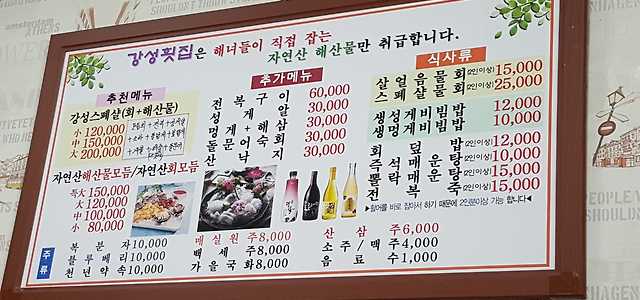 강성횟집은 해녀들이 직접 잡는
자연산 해산물만 취급합니다.
추천메뉴
강성스페샬(회+해산물)
小 120,000
中 150,000
大 200,000
자연산해산물모듬/자연산회모듬
특大 150,000
大 120,000
中 100,000
小 80,000
추가메뉴
전복구이 60,000
성게알 30,000
멍게+해삼 30,000
돌문어숙회 30,000
산낙지 30,000
식사류
살얼음물회(2인이상) 15,000
스페샬물회(2인이상) 25,000
생성게비빔밥 12,000
생멍게비빔밥 10,000
회덮밥 12,000
즉석매운탕(2인이상) 10,000
뽈락매운탕(2인이상) 15,000
전복죽(2인이상) 15,000
▶활어를 바로 잡아서 하기 때문에 2인분이상 가능 합니다◀
주류
복분자 10,000
블루베리 10,000
천년약속 10,000
매실원주 8,000
백세주 8,000
가을국화 8,000
산삼주 6,000
소주/맥주 4,000
음료수 1,000